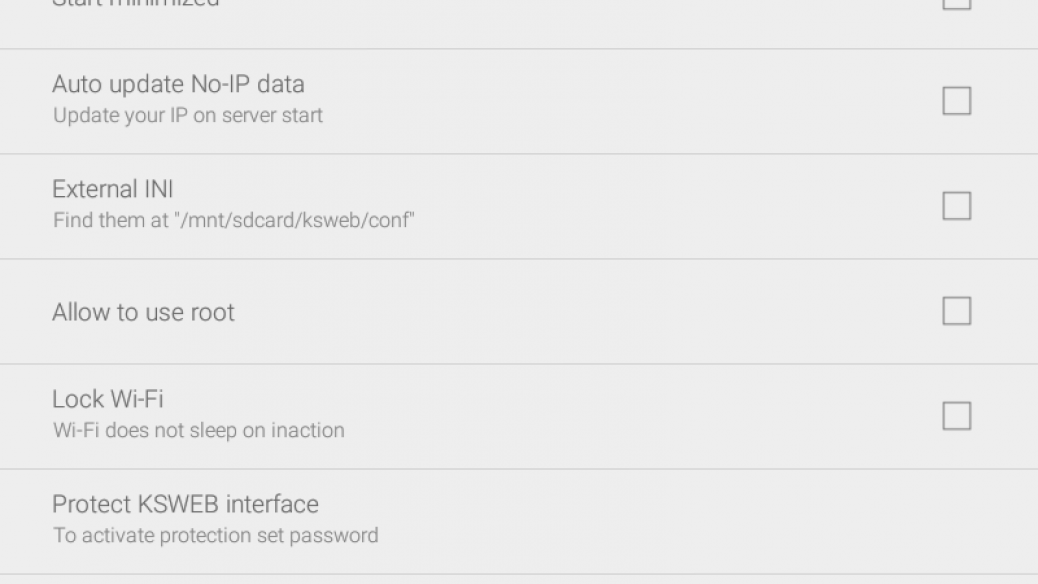 Start minimized
Auto update No-IP data
Update your IP on server start
External INI
Find them at "/mnt/sdcard/ksweb/conf"
Allow to use root
Lock Wi-Fi
Wi-Fi does not sleep on inaction
Protect KSWEB interface
To activate protection set password